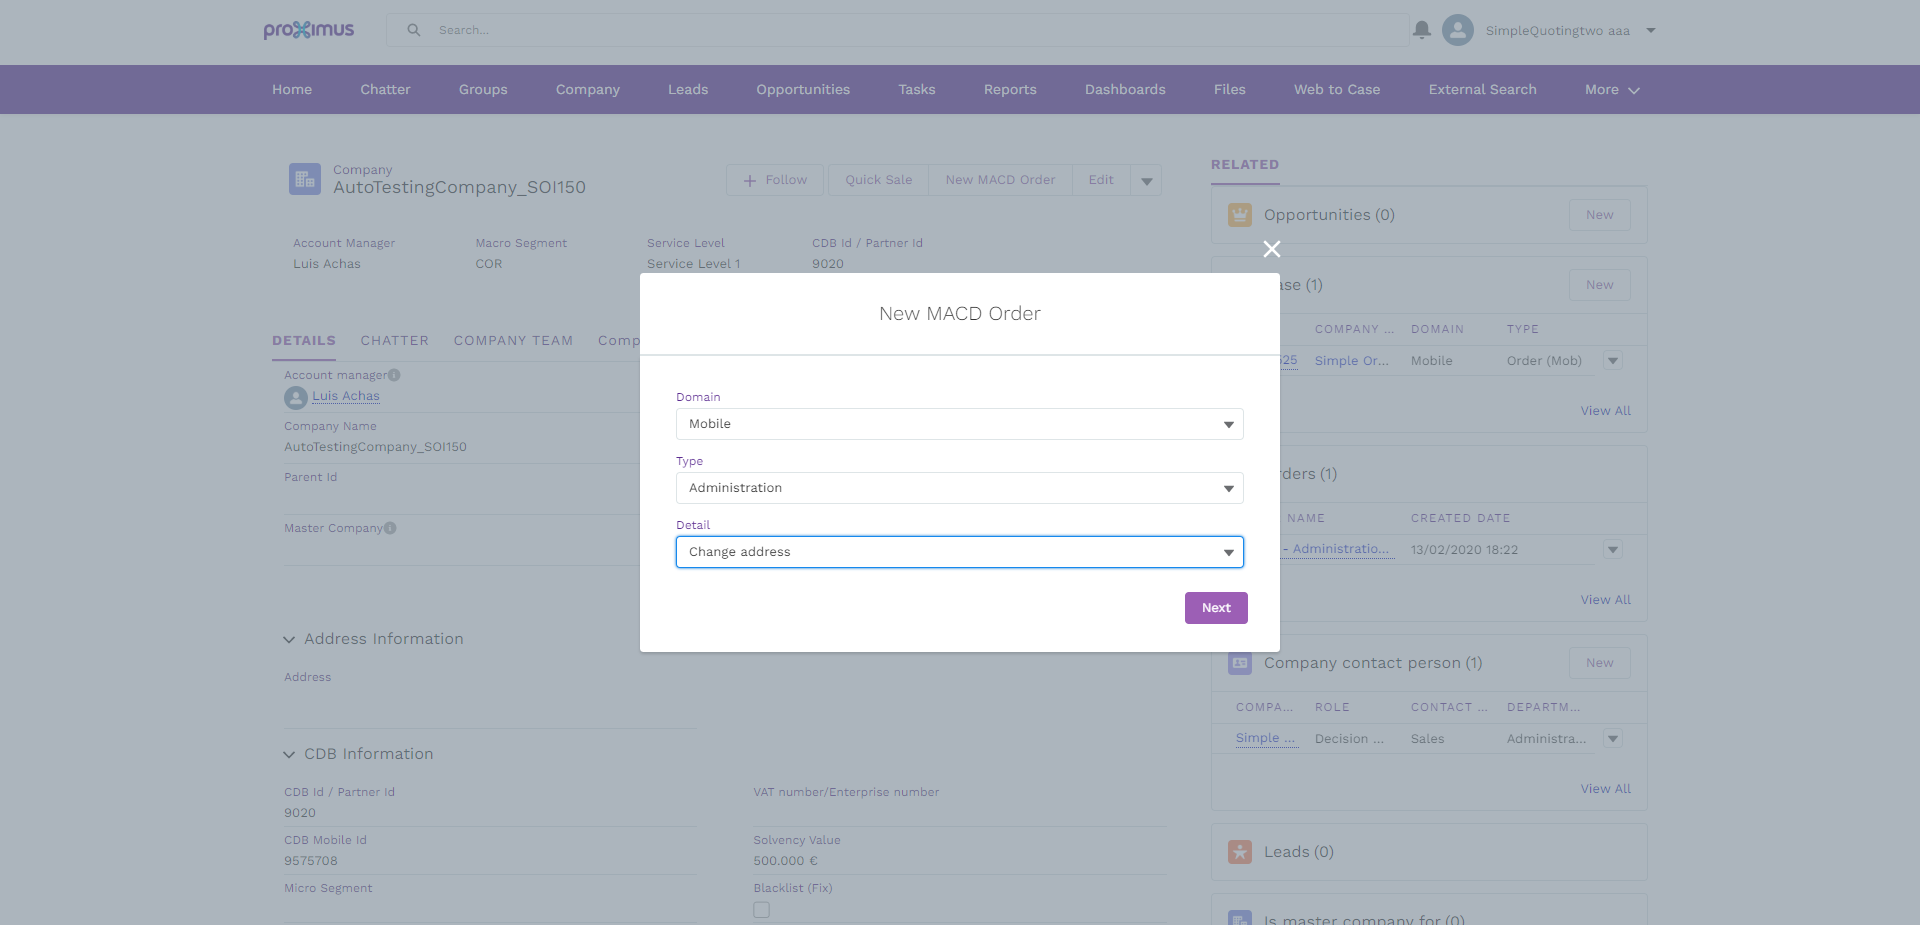 proximus
Search...
SimpleQuotingtwo aaa
Home Chatter Groups Company Leads Opportunities Tasks Reports Dashboards Files Web to Case External Search More
Company
AutoTestingCompany_SOI150
Follow Quick Sale New MACD Order Edit
Account Manager Macro Segment Service Level CDB Id / Partner Id
Luis Achas COR Service Level 1 9020
DETAILS CHATTER COMPANY TEAM Comp
Account manager
Luis Achas
Company Name
AutoTestingCompany_SOI150
Parent Id
Master Company
Address Information
Address
CDB Information
CDB Id / Partner Id VAT number/Enterprise number
9020
CDB Mobile Id Solvency Value
9575708 500.000 €
Micro Segment Blacklist (Fix)
New MACD Order
Domain
Mobile
Type
Administration
Detail
Change address
Next
RELATED
Opportunities (0) New
ase (1) New
COMPANY ... DOMAIN TYPE
525 Simple Or... Mobile Order (Mob)
View All
ders (1)
NAME CREATED DATE
- Administratio... 13/02/2020 18:22
View All
Company contact person (1) New
COMPA... ROLE CONTACT ... DEPARTM...
Simple ... Decision ... Sales Administra...
View All
Leads (0)
Is master company for (0)